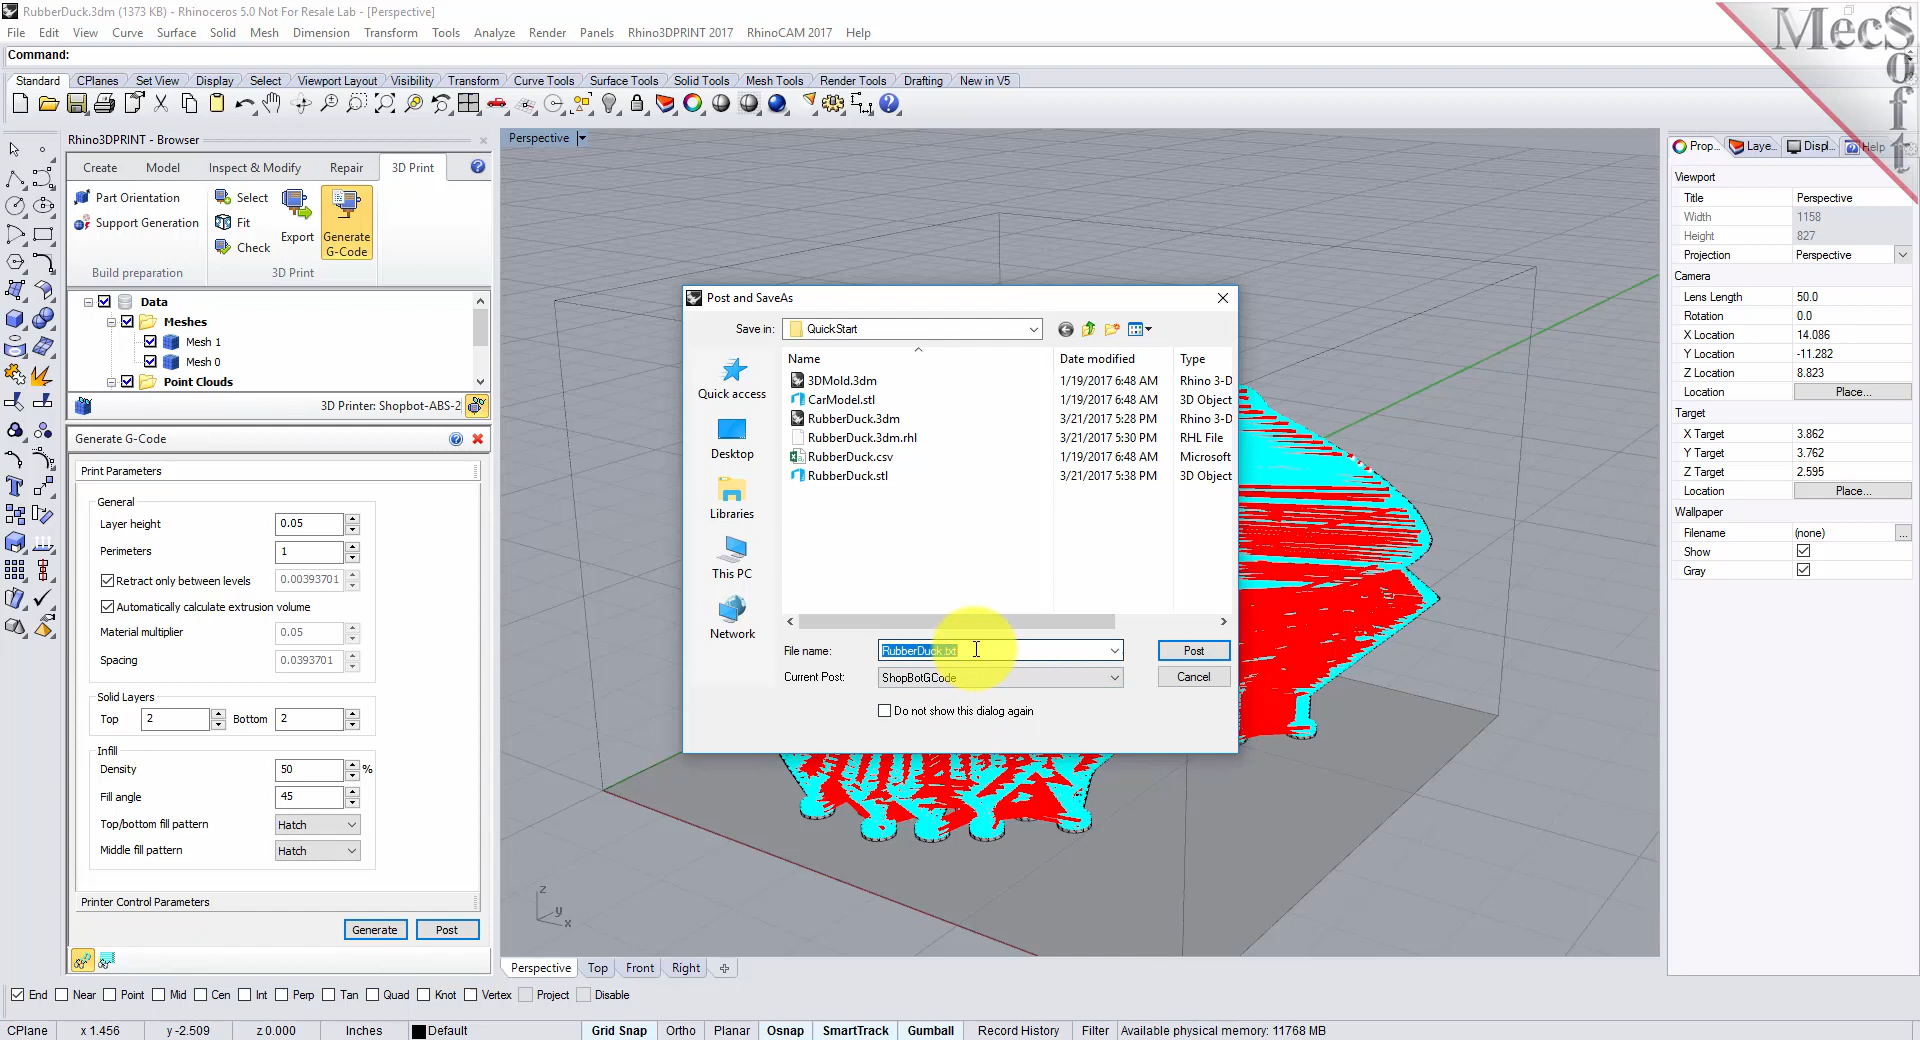 RubberDuck.3dm (1373 KB) - Rhinoceros 5.0 Not For Resale Lab - [Perspective]
File Edit View Curve Surface Solid Mesh Dimension Transform Tools Analyze Render Panels Rhino3DPRINT 2017 RhinoCAM 2017 Help
MecSoft
Command:
Standard CPlanes Set View Display Select Viewport Layout Visibility Transform Curve Tools Surface Tools Solid Tools Mesh Tools Render Tools Drafting New in V5
Rhino3DPRINT - Browser
Create Model Inspect & Modify Repair 3D Print
Part Orientation
Support Generation
Build preparation
Select
Fit
Check
Export
Generate
G-Code
3D Print
Data
Meshes
Mesh 1
Mesh 0
Point Clouds
3D Printer: Shopbot-ABS-2
Generate G-Code
Print Parameters
General
Layer height 0.05
Perimeters 1
Retract only between levels 0.00393701
Automatically calculate extrusion volume
Material multiplier 0.05
Spacing 0.0393701
Solid Layers
Top 2 Bottom 2
Infill
Density 50 %
Fill angle 45
Top/bottom fill pattern Hatch
Middle fill pattern Hatch
Printer Control Parameters
Generate Post
Perspective
Post and SaveAs
Save in: QuickStart
Quick access
Desktop
Libraries
This PC
Network
Name Date modified Type
3DMold.3dm 1/19/2017 6:48 AM Rhino 3-D
CarModel.stl 1/19/2017 6:48 AM 3D Object
RubberDuck.3dm 3/21/2017 5:28 PM Rhino 3-D
RubberDuck.3dm.rhl 3/21/2017 5:30 PM RHL File
RubberDuck.csv 1/19/2017 6:48 AM Microsoft
RubberDuck.stl 3/21/2017 5:38 PM 3D Object
File name: RubberDuck.txt Post
Current Post: ShopBotGCode Cancel
Do not show this dialog again
z
y
x
Perspective Top Front Right
Prop... Laye... Displ... Help
Viewport
Title Perspective
Width 1158
Height 827
Projection Perspective
Camera
Lens Length 50.0
Rotation 0.0
X Location 14.086
Y Location -11.282
Z Location 8.823
Location Place...
Target
X Target 3.862
Y Target 3.762
Z Target 2.595
Location Place...
Wallpaper
Filename (none) ...
Show
Gray
End Near Point Mid Cen Int Perp Tan Quad Knot Vertex Project Disable
CPlane x 1.456 y -2.509 z 0.000 Inches Default Grid Snap Ortho Planar Osnap SmartTrack Gumball Record History Filter Available physical memory: 11768 MB